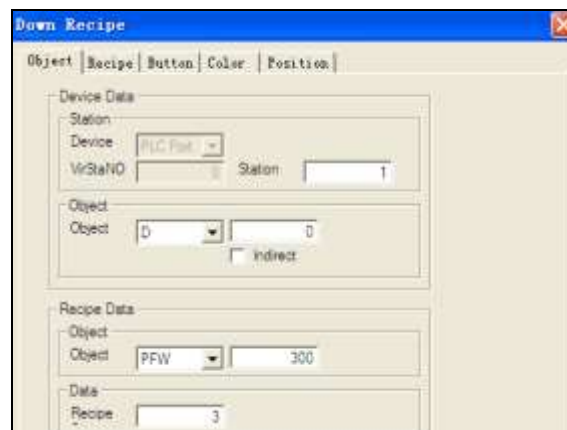 Down Recipe
Object Recipe Button Color Position
Device Data
Station
Device PLC Port
VirStaNO 0 Station 1
Object
Object D 0
Indirect
Recipe Data
Object
Object PFW 300
Data
Recipe 3